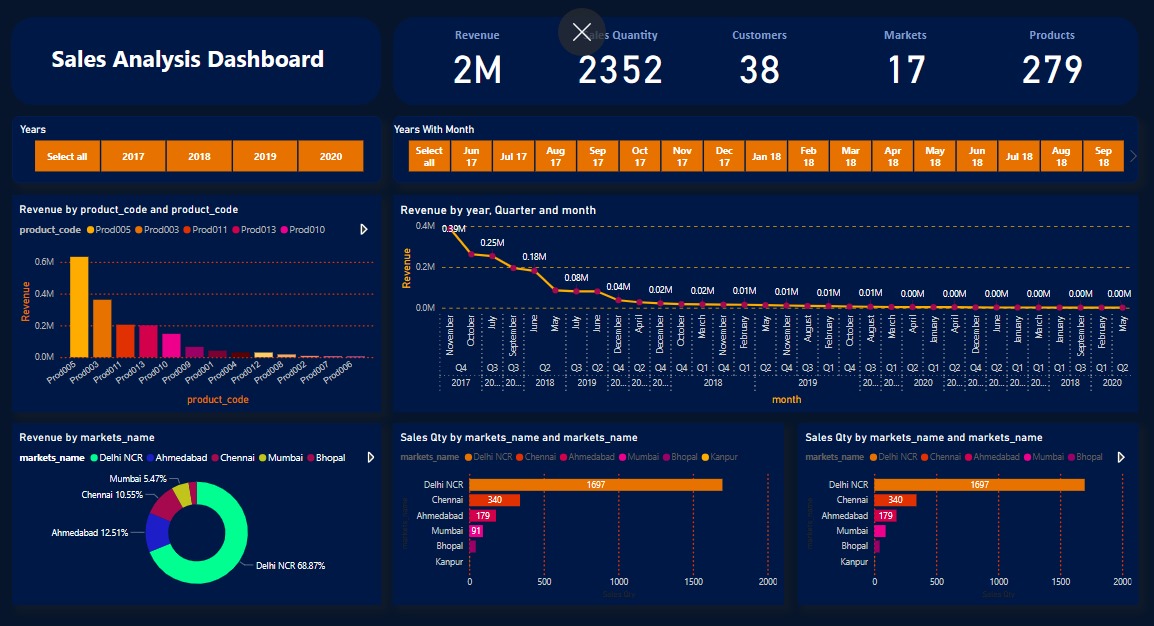 Sales Analysis Dashboard
Revenue
Quantity
Customers
Markets
Products
2M
2352
38
17
279
Years
Select all
2017
2018
2019
2020
Years With Month
Select all
Jun 17
Jul 17
Aug 17
Sep 17
Oct 17
Nov 17
Dec 17
Jan 18
Feb 18
Mar 18
Apr 18
May 18
Jun 18
Jul 18
Aug 18
Sep 18
Revenue by product_code and product_code
product_code Prod005 Prod003 Prod011 Prod013 Prod010
Revenue
0.6M
0.4M
0.2M
0.0M
Prod005
Prod003
Prod011
Prod013
Prod010
Prod009
Prod001
Prod004
Prod012
Prod008
Prod002
Prod007
Prod006
product_code
Revenue by year, Quarter and month
Revenue
0.4M
0.2M
0.0M
0.39M
0.25M
0.18M
0.08M
0.04M
0.02M
0.02M
0.01M
0.01M
0.01M
0.01M
0.00M
0.00M
0.00M
0.00M
0.00M
0.00M
November
October
July
September
June
May
July
June
December
April
December
October
March
November
February
May
November
August
February
October
August
March
April
January
April
December
June
January
March
January
September
February
May
Q4 Q3 Q3 Q2 Q3 Q2 Q4 Q2 Q4 Q4 Q1 Q4 Q1 Q2 Q4 Q3 Q1 Q4 Q3 Q1 Q2 Q1 Q2 Q4 Q2 Q1 Q1 Q1 Q3 Q1 Q2
2017 20... 20... 2018 2019 20... 20... 20... 2018 2019 20... 20... 2020 20... 20... 20... 20... 2018 2020
month
Revenue by markets_name
markets_name Delhi NCR Ahmedabad Chennai Mumbai Bhopal
Mumbai 5.47%
Chennai 10.55%
Ahmedabad 12.51%
Delhi NCR 68.87%
Sales Qty by markets_name and markets_name
markets_name Delhi NCR Chennai Ahmedabad Mumbai Bhopal Kanpur
Delhi NCR 1697
Chennai 340
Ahmedabad 179
Mumbai 91
Bhopal
Kanpur
0 500 1000 1500 2000
Sales Qty
Sales Qty by markets_name and markets_name
markets_name Delhi NCR Chennai Ahmedabad Mumbai Bhopal
Delhi NCR 1697
Chennai 340
Ahmedabad 179
Mumbai
Bhopal
Kanpur
0 500 1000 1500 2000
Sales Qty